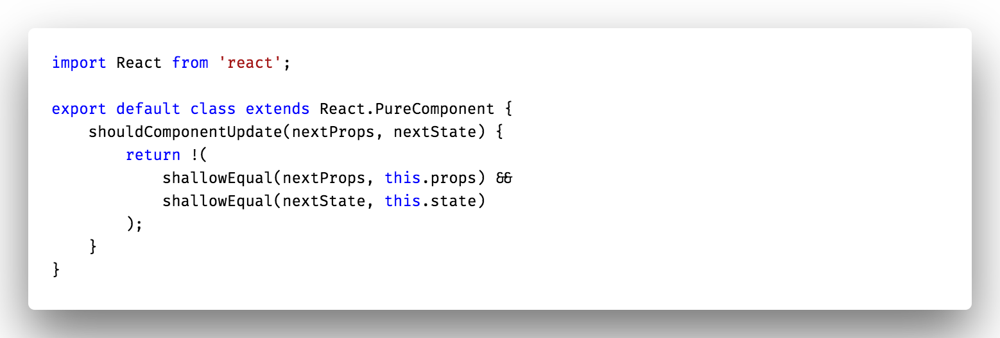 import React from 'react';

export default class extends React.PureComponent {
    shouldComponentUpdate(nextProps, nextState) {
        return !(
            shallowEqual(nextProps, this.props) &&
            shallowEqual(nextState, this.state)
        );
    }
}